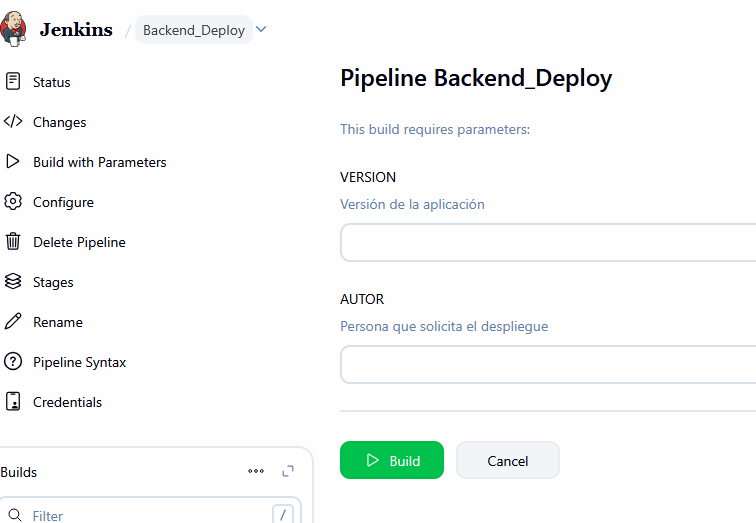 Jenkins / Backend_Deploy
Status
Changes
Build with Parameters
Configure
Delete Pipeline
Stages
Rename
Pipeline Syntax
Credentials
Builds
Filter /
Pipeline Backend_Deploy
This build requires parameters:
VERSION
Versión de la aplicación
AUTOR
Persona que solicita el despliegue
Build Cancel